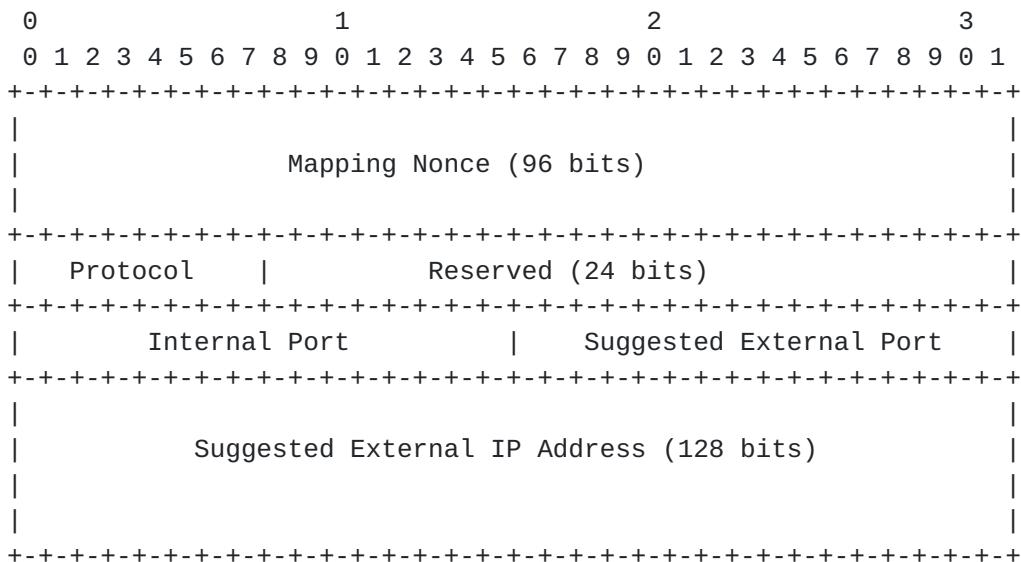 0                   1                   2                   3
 0 1 2 3 4 5 6 7 8 9 0 1 2 3 4 5 6 7 8 9 0 1 2 3 4 5 6 7 8 9 0 1
+-+-+-+-+-+-+-+-+-+-+-+-+-+-+-+-+-+-+-+-+-+-+-+-+-+-+-+-+-+-+-+-+
|                                                               |
|                 Mapping Nonce (96 bits)                       |
|                                                               |
+-+-+-+-+-+-+-+-+-+-+-+-+-+-+-+-+-+-+-+-+-+-+-+-+-+-+-+-+-+-+-+-+
|   Protocol    |          Reserved (24 bits)                   |
+-+-+-+-+-+-+-+-+-+-+-+-+-+-+-+-+-+-+-+-+-+-+-+-+-+-+-+-+-+-+-+-+
|        Internal Port          |    Suggested External Port    |
+-+-+-+-+-+-+-+-+-+-+-+-+-+-+-+-+-+-+-+-+-+-+-+-+-+-+-+-+-+-+-+-+
|                                                               |
|           Suggested External IP Address (128 bits)            |
|                                                               |
|                                                               |
+-+-+-+-+-+-+-+-+-+-+-+-+-+-+-+-+-+-+-+-+-+-+-+-+-+-+-+-+-+-+-+-+